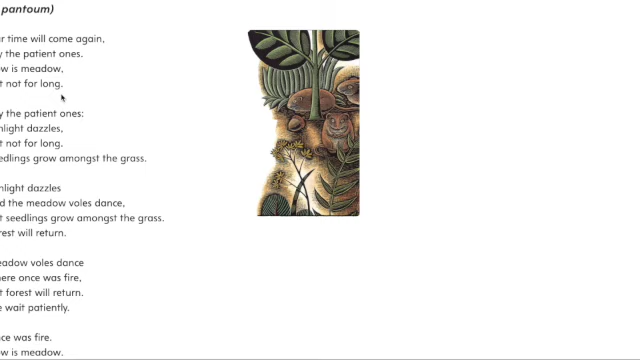 pantoum)
r time will come again,
y the patient ones.
w is meadow,
t not for long.
y the patient ones:
nlight dazzles,
t not for long.
edlings grow amongst the grass.
nlight dazzles
d the meadow voles dance,
t seedlings grow amongst the grass.
rest will return.
eadow voles dance
ere once was fire,
t forest will return.
e wait patiently.
ce was fire.
w is meadow.